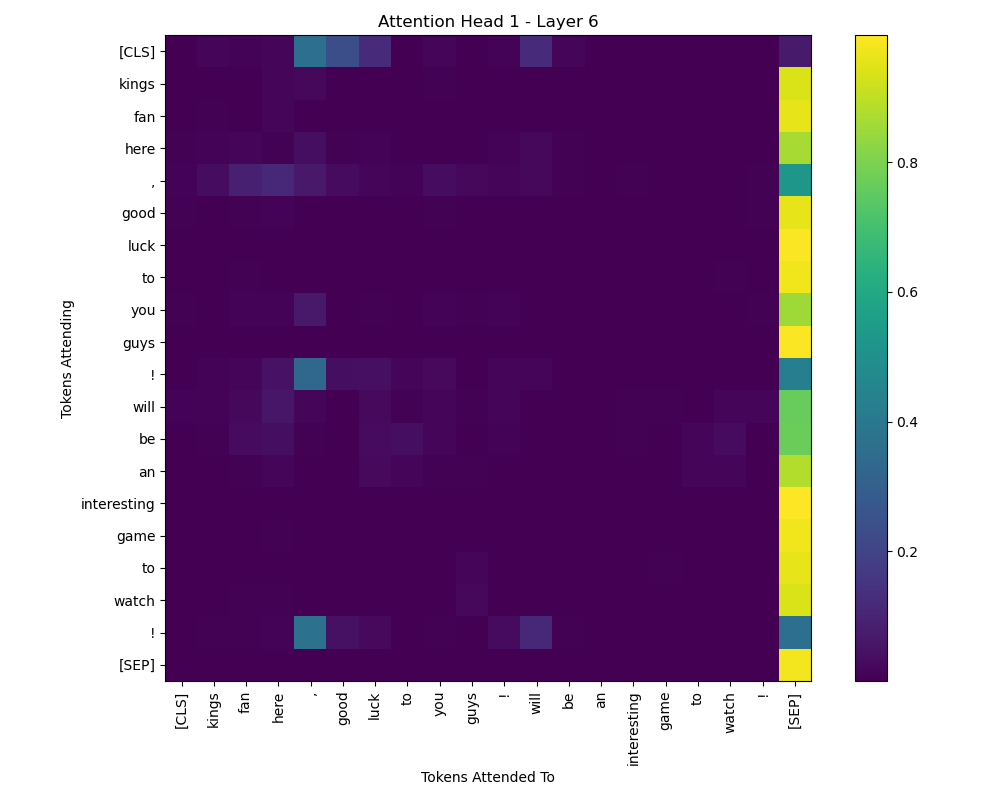 Attention Head 1 - Layer 6
Tokens Attending
[CLS]
kings
fan
here
,
good
luck
to
you
guys
!
will
be
an
interesting
game
to
watch
!
[SEP]
[CLS]
kings
fan
here
,
good
luck
to
you
guys
!
will
be
an
interesting
game
to
watch
!
[SEP]
Tokens Attended To
0.8
0.6
0.4
0.2